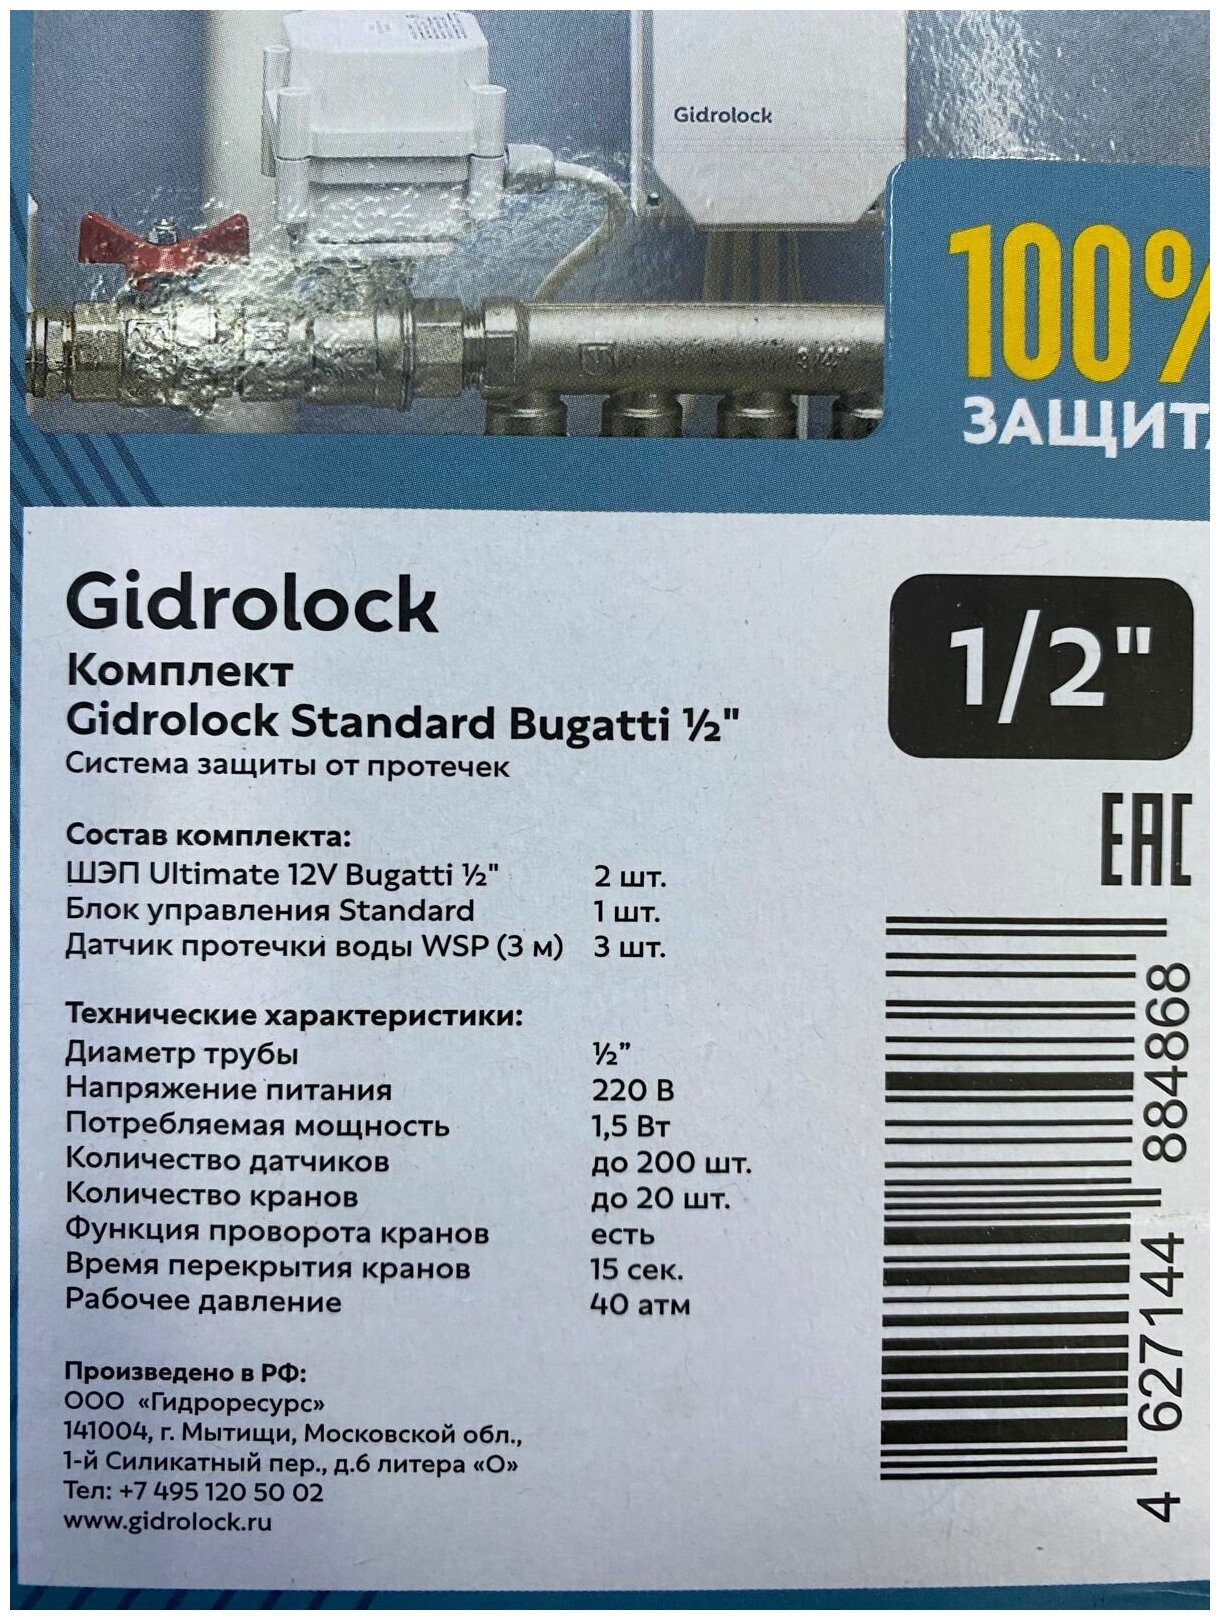 Gidrolock
3/4"
100%
ЗАЩИТА
Gidrolock
Комплект
Gidrolock Standard Bugatti ½"
Система защиты от протечек
1/2"
EAC
Состав комплекта:
ШЭП Ultimate 12V Bugatti ½" 2 шт.
Блок управления Standard 1 шт.
Датчик протечки воды WSP (3 м) 3 шт.
Технические характеристики:
Диаметр трубы ½”
Напряжение питания 220 В
Потребляемая мощность 1,5 Вт
Количество датчиков до 200 шт.
Количество кранов до 20 шт.
Функция проворота кранов есть
Время перекрытия кранов 15 сек.
Рабочее давление 40 атм
Произведено в РФ:
ООО «Гидроресурс»
141004, г. Мытищи, Московской обл.,
1-й Силикатный пер., д.6 литера «О»
Тел: +7 495 120 50 02
www.gidrolock.ru
4 627144 884868